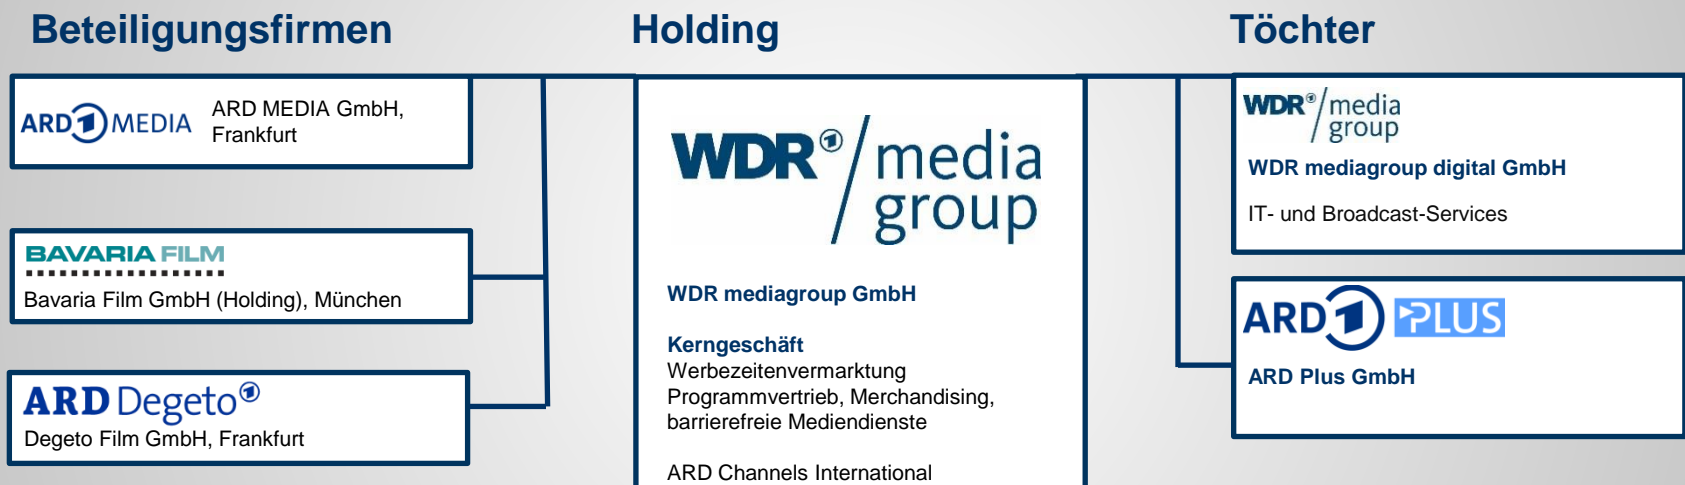 Beteiligungsfirmen
Holding
Töchter
ARD 1 MEDIA
ARD MEDIA GmbH,
Frankfurt
BAVARIA FILM
Bavaria Film GmbH (Holding), München
ARD Degeto
Degeto Film GmbH, Frankfurt
WDR® media
group
WDR mediagroup GmbH
Kerngeschäft
Werbezeitenvermarktung
Programmvertrieb, Merchandising,
barrierefreie Mediendienste
ARD Channels International
WDR® media
group
WDR mediagroup digital GmbH
IT- und Broadcast-Services
ARD 1 PLUS
ARD Plus GmbH